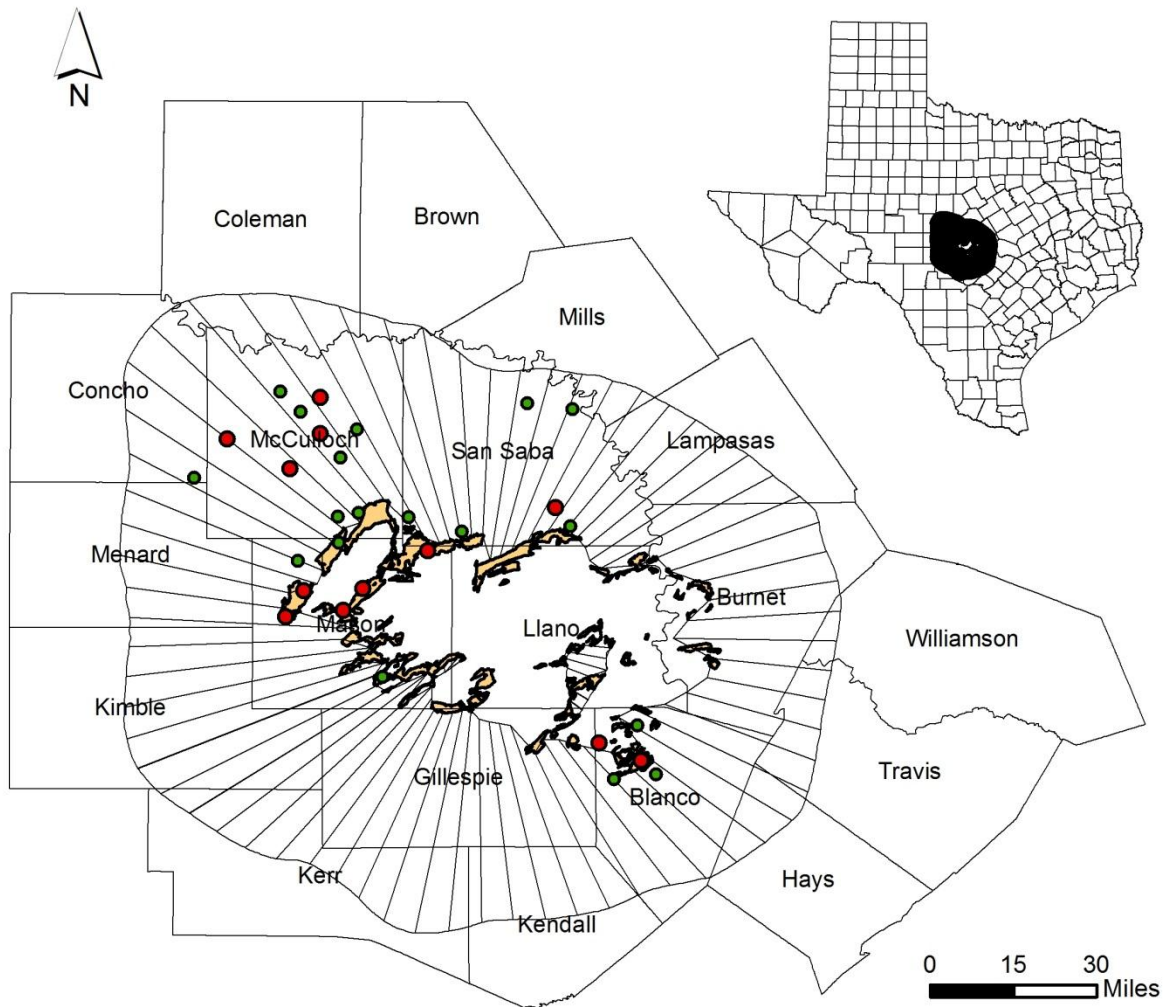 N
Coleman
Brown
Mills
Concho
McCulloch
San Saba
Lampasas
Menard
Burnet
Mason
Llano
Williamson
Kimble
Gillespie
Travis
Blanco
Kerr
Hays
Kendall
0 15 30
Miles